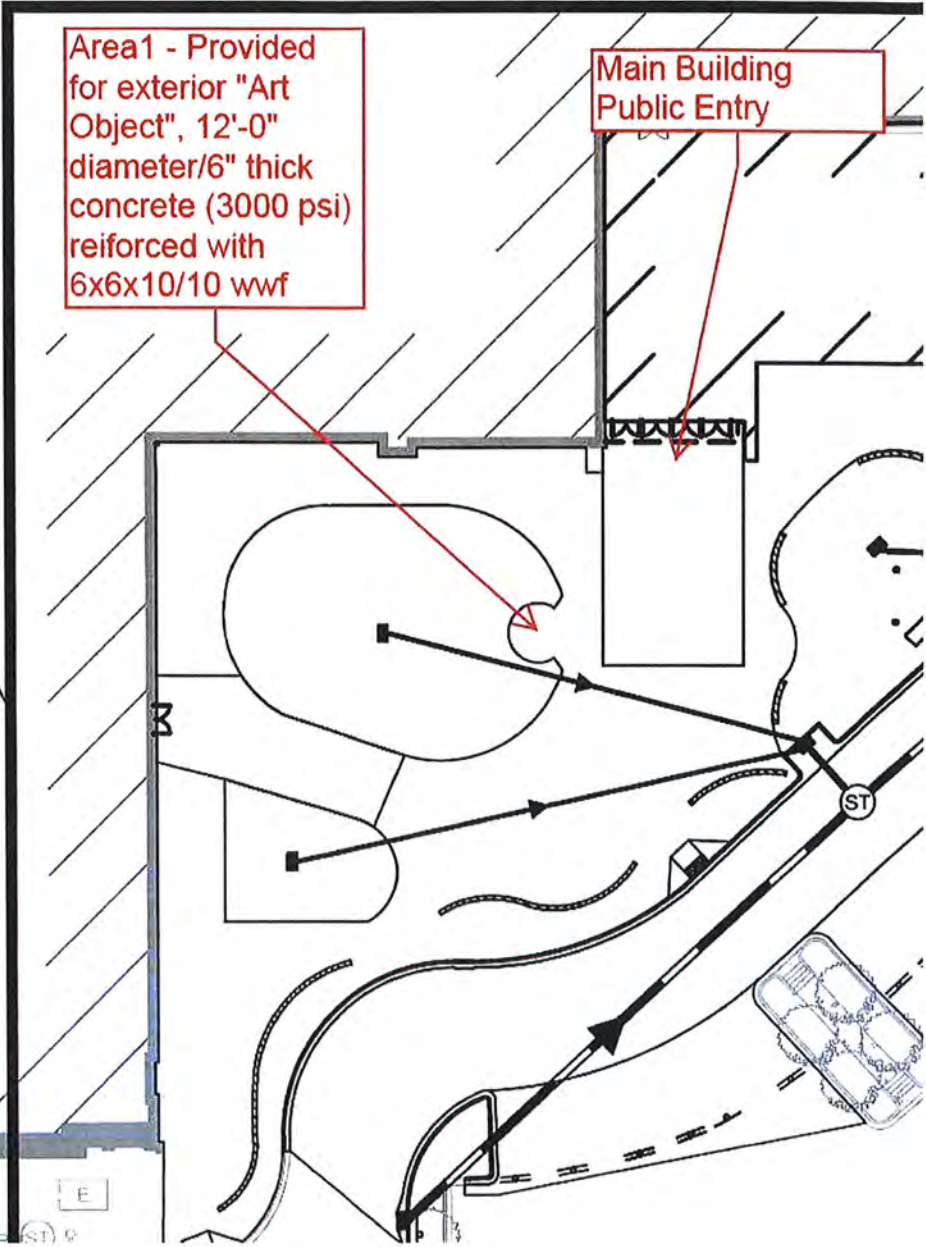 Area1 - Provided
for exterior "Art
Object", 12'-0"
diameter/6" thick
concrete (3000 psi)
reiforced with
6x6x10/10 wwf
Main Building
Public Entry
ST
E
ST